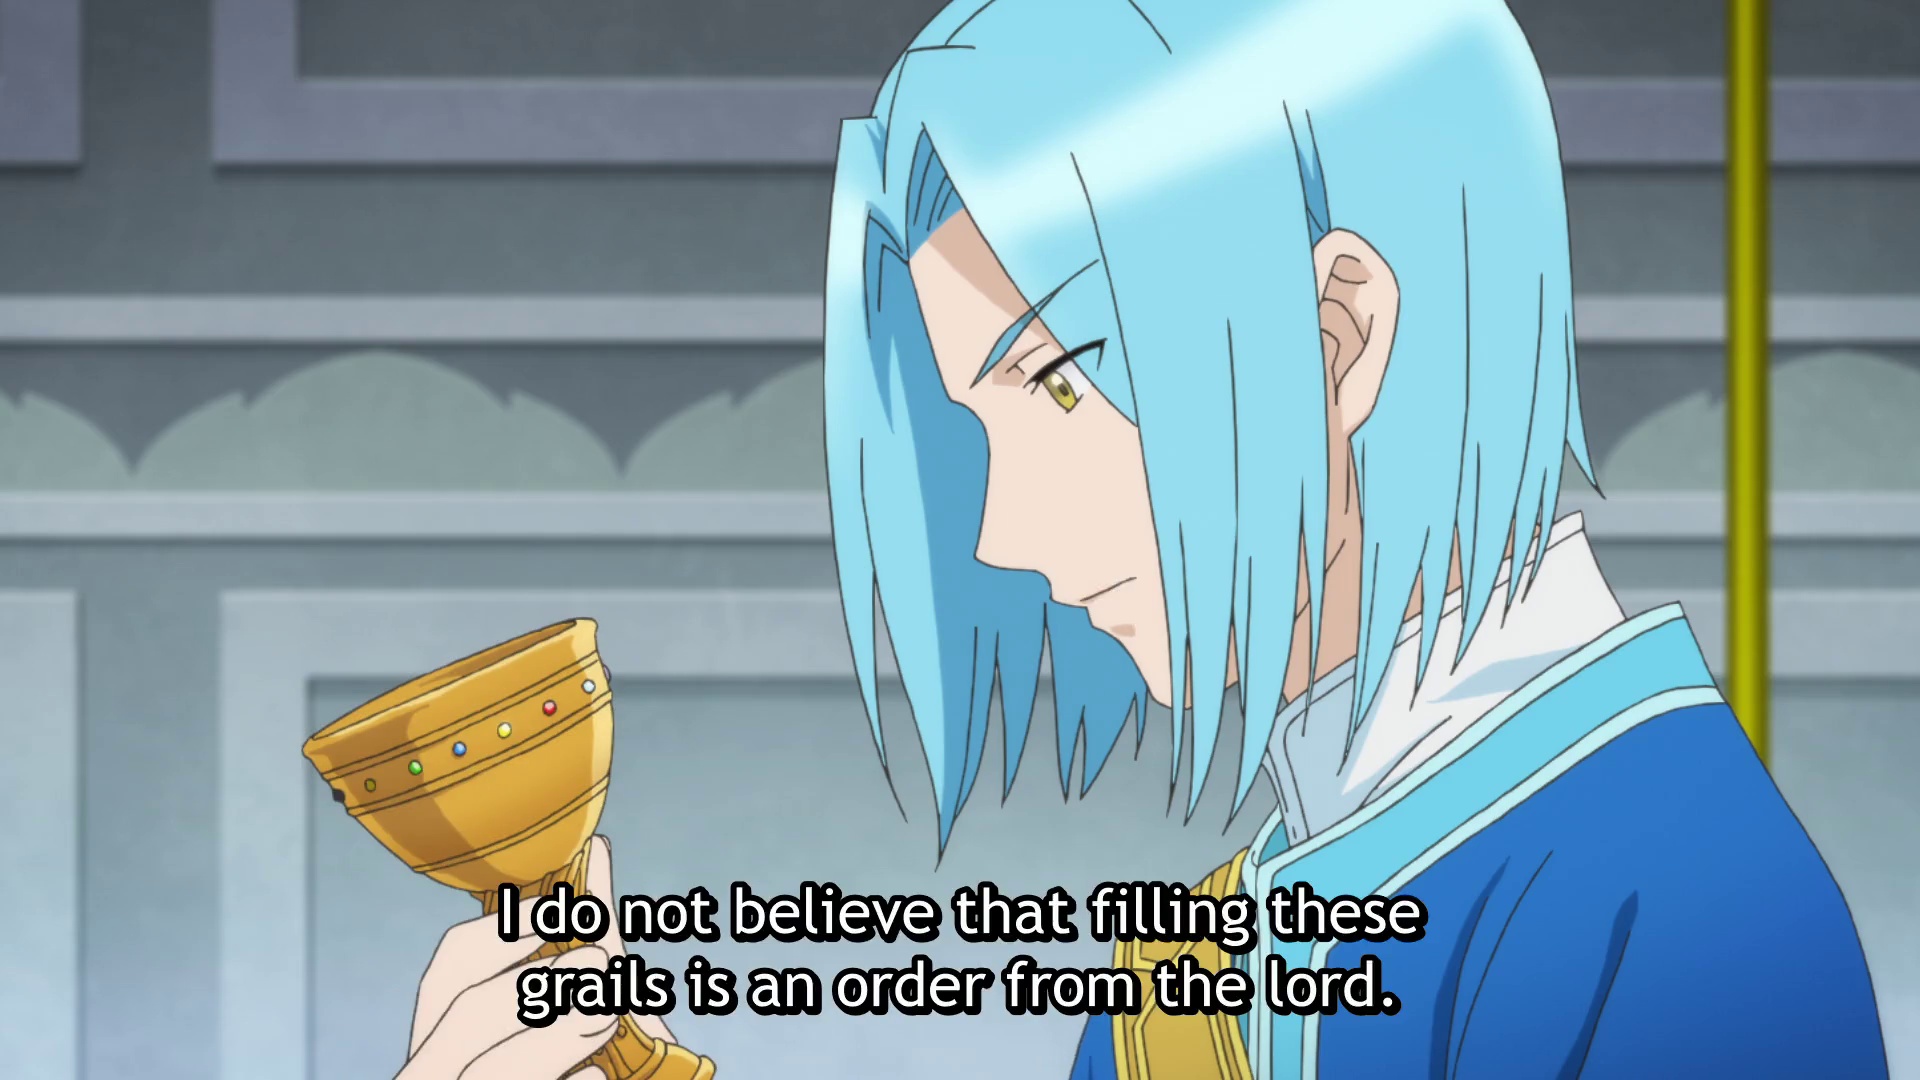 I do not believe that filling these
grails is an order from the lord.